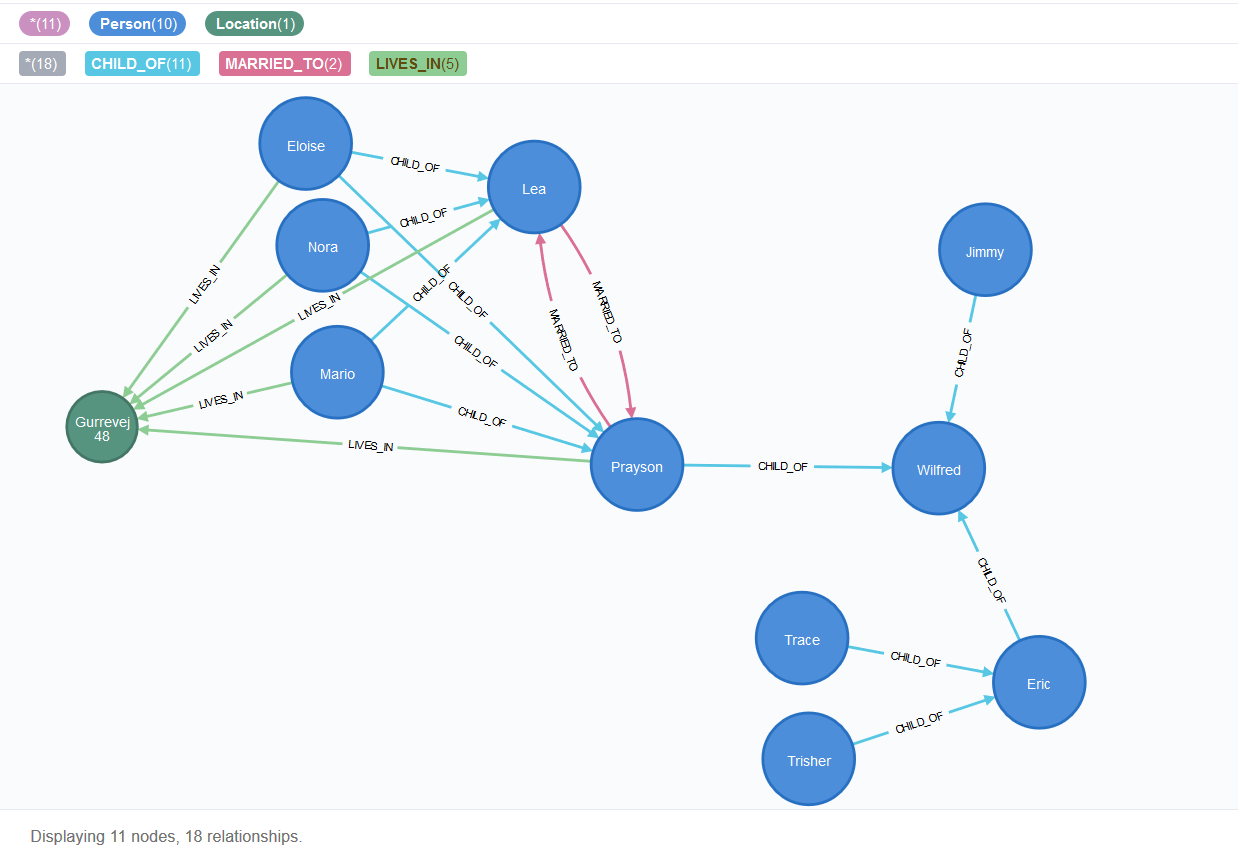 *(11) Person(10) Location(1)
*(18) CHILD_OF(11) MARRIED_TO(2) LIVES_IN(5)
Eloise
CHILD_OF
Lea
Nora
CHILD_OF
Jimmy
LIVES_IN
CHILD_OF
CHILD_OF
LIVES_IN
MARRIED_TO
LIVES_IN
MARRIED_TO
CHILD_OF
CHILD_OF
Mario
LIVES_IN
CHILD_OF
Gurrevej
48
LIVES_IN
Prayson
CHILD_OF
Wilfred
CHILD_OF
Trace
CHILD_OF
Eric
CHILD_OF
Trisher
Displaying 11 nodes, 18 relationships.